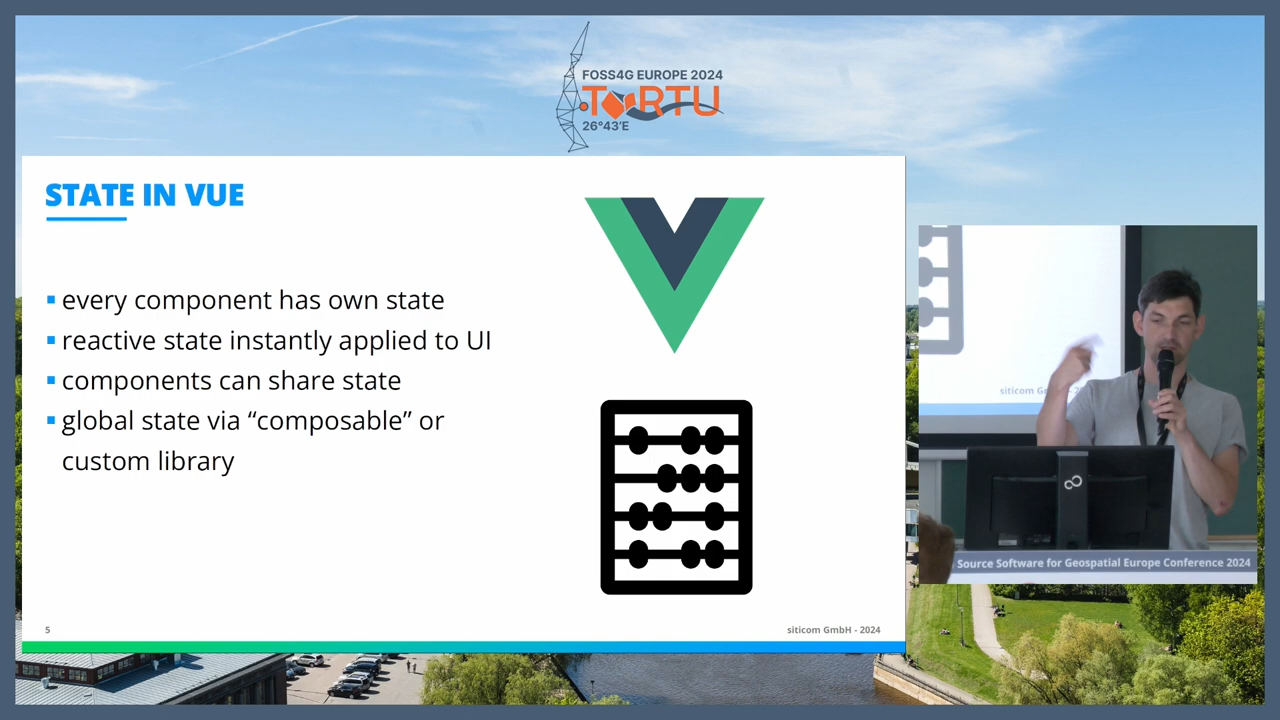 FOSS4G EUROPE 2024
TARTU
26°43'E
STATE IN VUE
every component has own state
reactive state instantly applied to UI
components can share state
global state via “composable” or
custom library
5
siticom GmbH - 2024
Source Software for Geospatial Europe Conference 2024